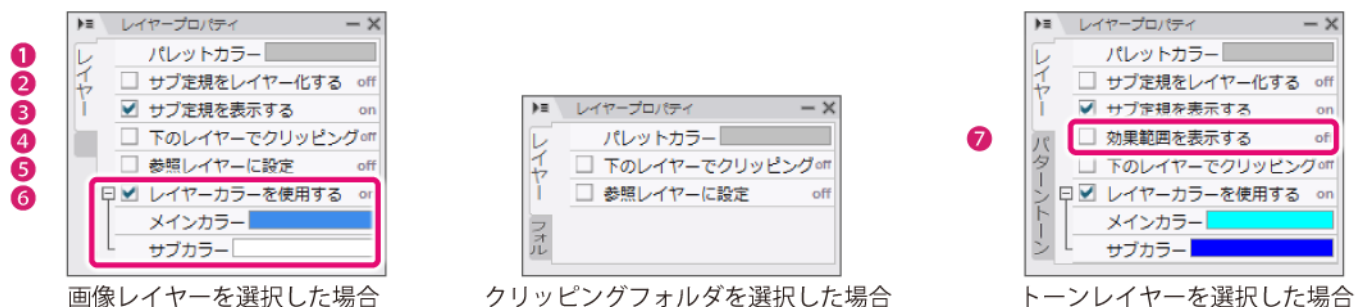 レイヤープロパティ
❶ パレットカラー
❷ サブ定規をレイヤー化する off
❸ サブ定規を表示する on
❹ 下のレイヤーでクリッピング off
❺ 参照レイヤーに設定 off
❻ レイヤーカラーを使用する on
メインカラー
サブカラー
レイヤー
画像レイヤーを選択した場合
レイヤープロパティ
パレットカラー
下のレイヤーでクリッピング off
参照レイヤーに設定 off
レイヤー
フォル
クリッピングフォルダを選択した場合
レイヤープロパティ
パレットカラー
サブ定規をレイヤー化する off
サブ定規を表示する on
❼ 効果範囲を表示する off
下のレイヤーでクリッピング off
レイヤーカラーを使用する on
メインカラー
サブカラー
レイヤー
パターントーン
トーンレイヤーを選択した場合